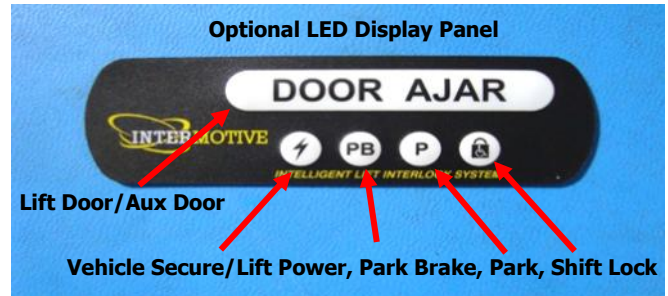 Optional LED Display Panel
DOOR AJAR
INTERMOTIVE
PB P
INTELLIGENT LIFT INTERLOCK SYSTEM
Lift Door/Aux Door
Vehicle Secure/Lift Power, Park Brake, Park, Shift Lock